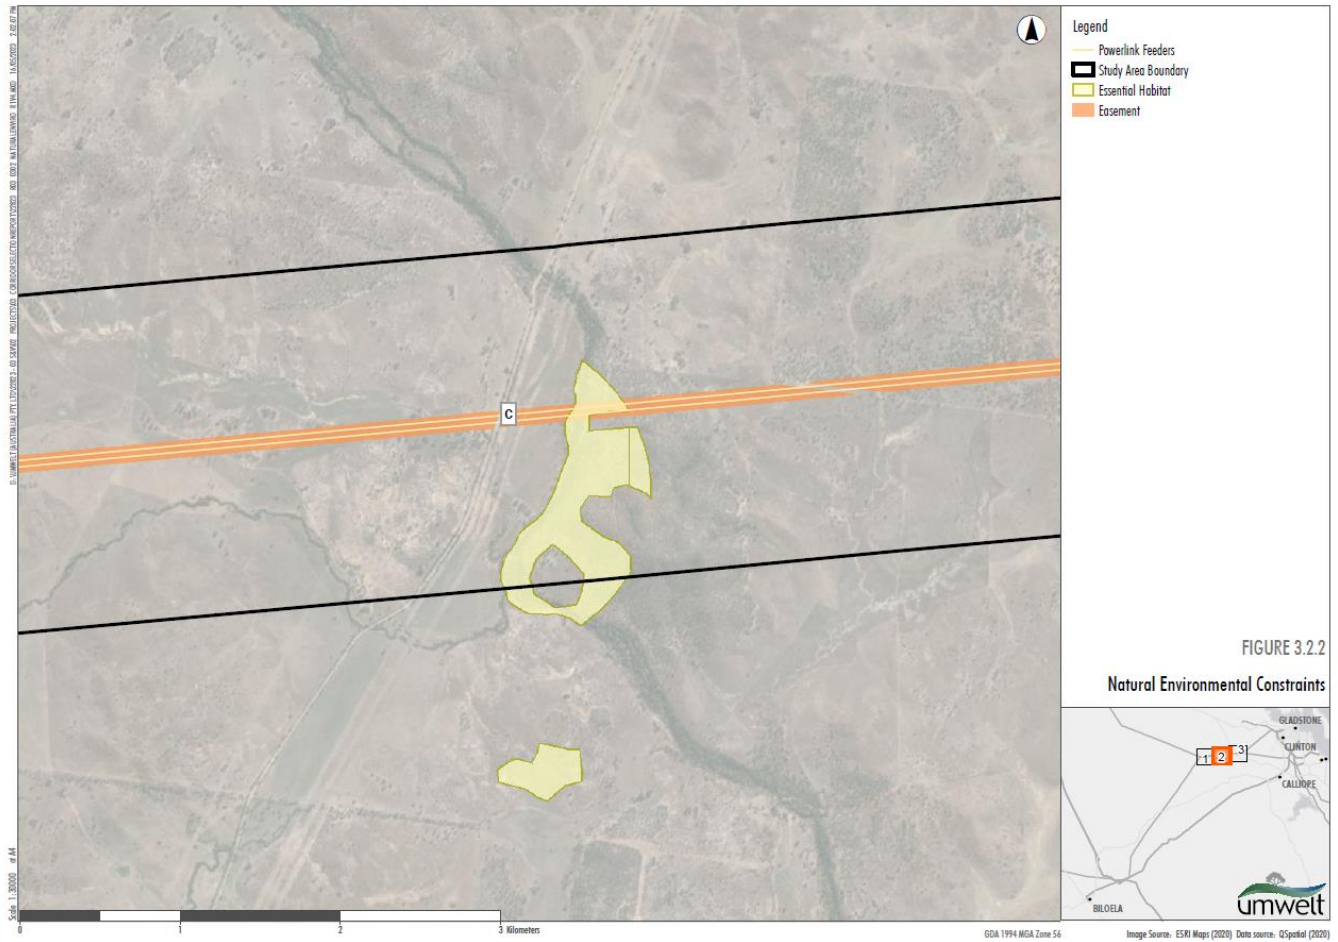 Legend
Powerlink Feeders
Study Area Boundary
Essential Habitat
Easement
C
FIGURE 3.2.2
Natural Environmental Constraints
GLADSTONE
CLINTON
CALLIOPE
1
2
3
BILOELA
umwelt
Scale 1:30000 at A4
0 1 2 3 Kilometers
GDA 1994 MGA Zone 56
Image Source: ESRI Maps (2020) Data source: QSpatial (2020)